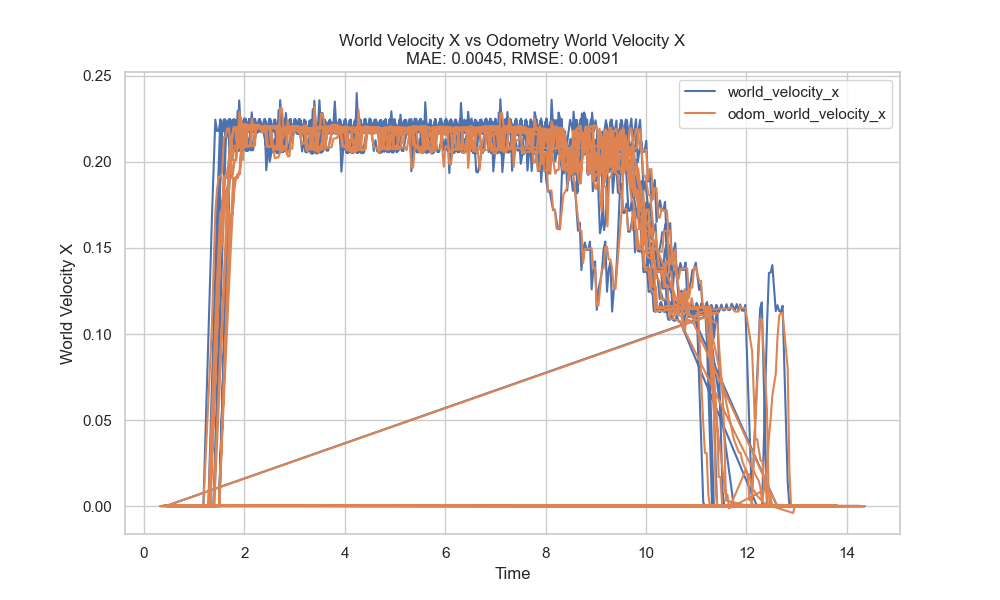 World Velocity X vs Odometry World Velocity X
MAE: 0.0045, RMSE: 0.0091
world_velocity_x
odom_world_velocity_x
World Velocity X
0.25
0.20
0.15
0.10
0.05
0.00
0 2 4 6 8 10 12 14
Time